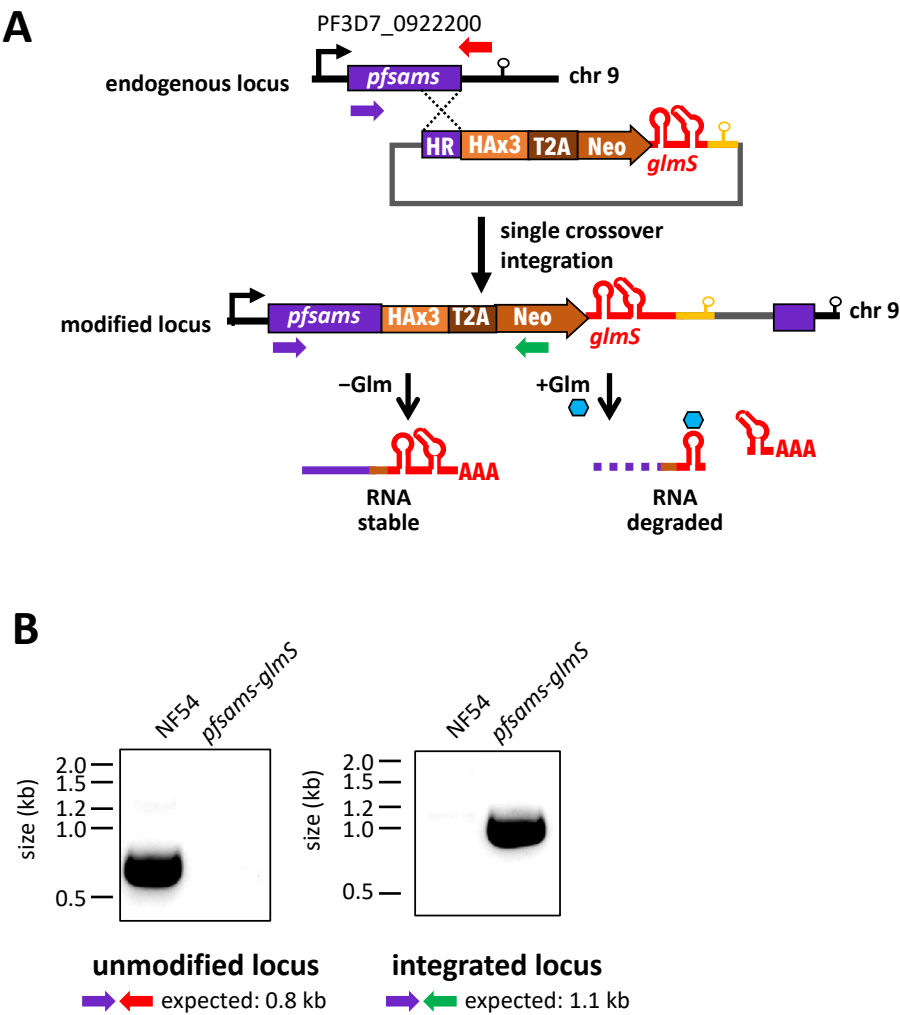 A
PF3D7_0922200
endogenous locus
pfsams
chr 9
HR
HAx3
T2A
Neo
glmS
single crossover
integration
modified locus
pfsams
HAx3
T2A
Neo
glmS
chr 9
–Glm
+Glm
AAA
AAA
RNA
stable
RNA
degraded
B
NF54
pfsams-glmS
size (kb)
2.0
1.5
1.2
1.0
0.5
unmodified locus
expected: 0.8 kb
NF54
pfsams-glmS
size (kb)
2.0
1.5
1.2
1.0
0.5
integrated locus
expected: 1.1 kb